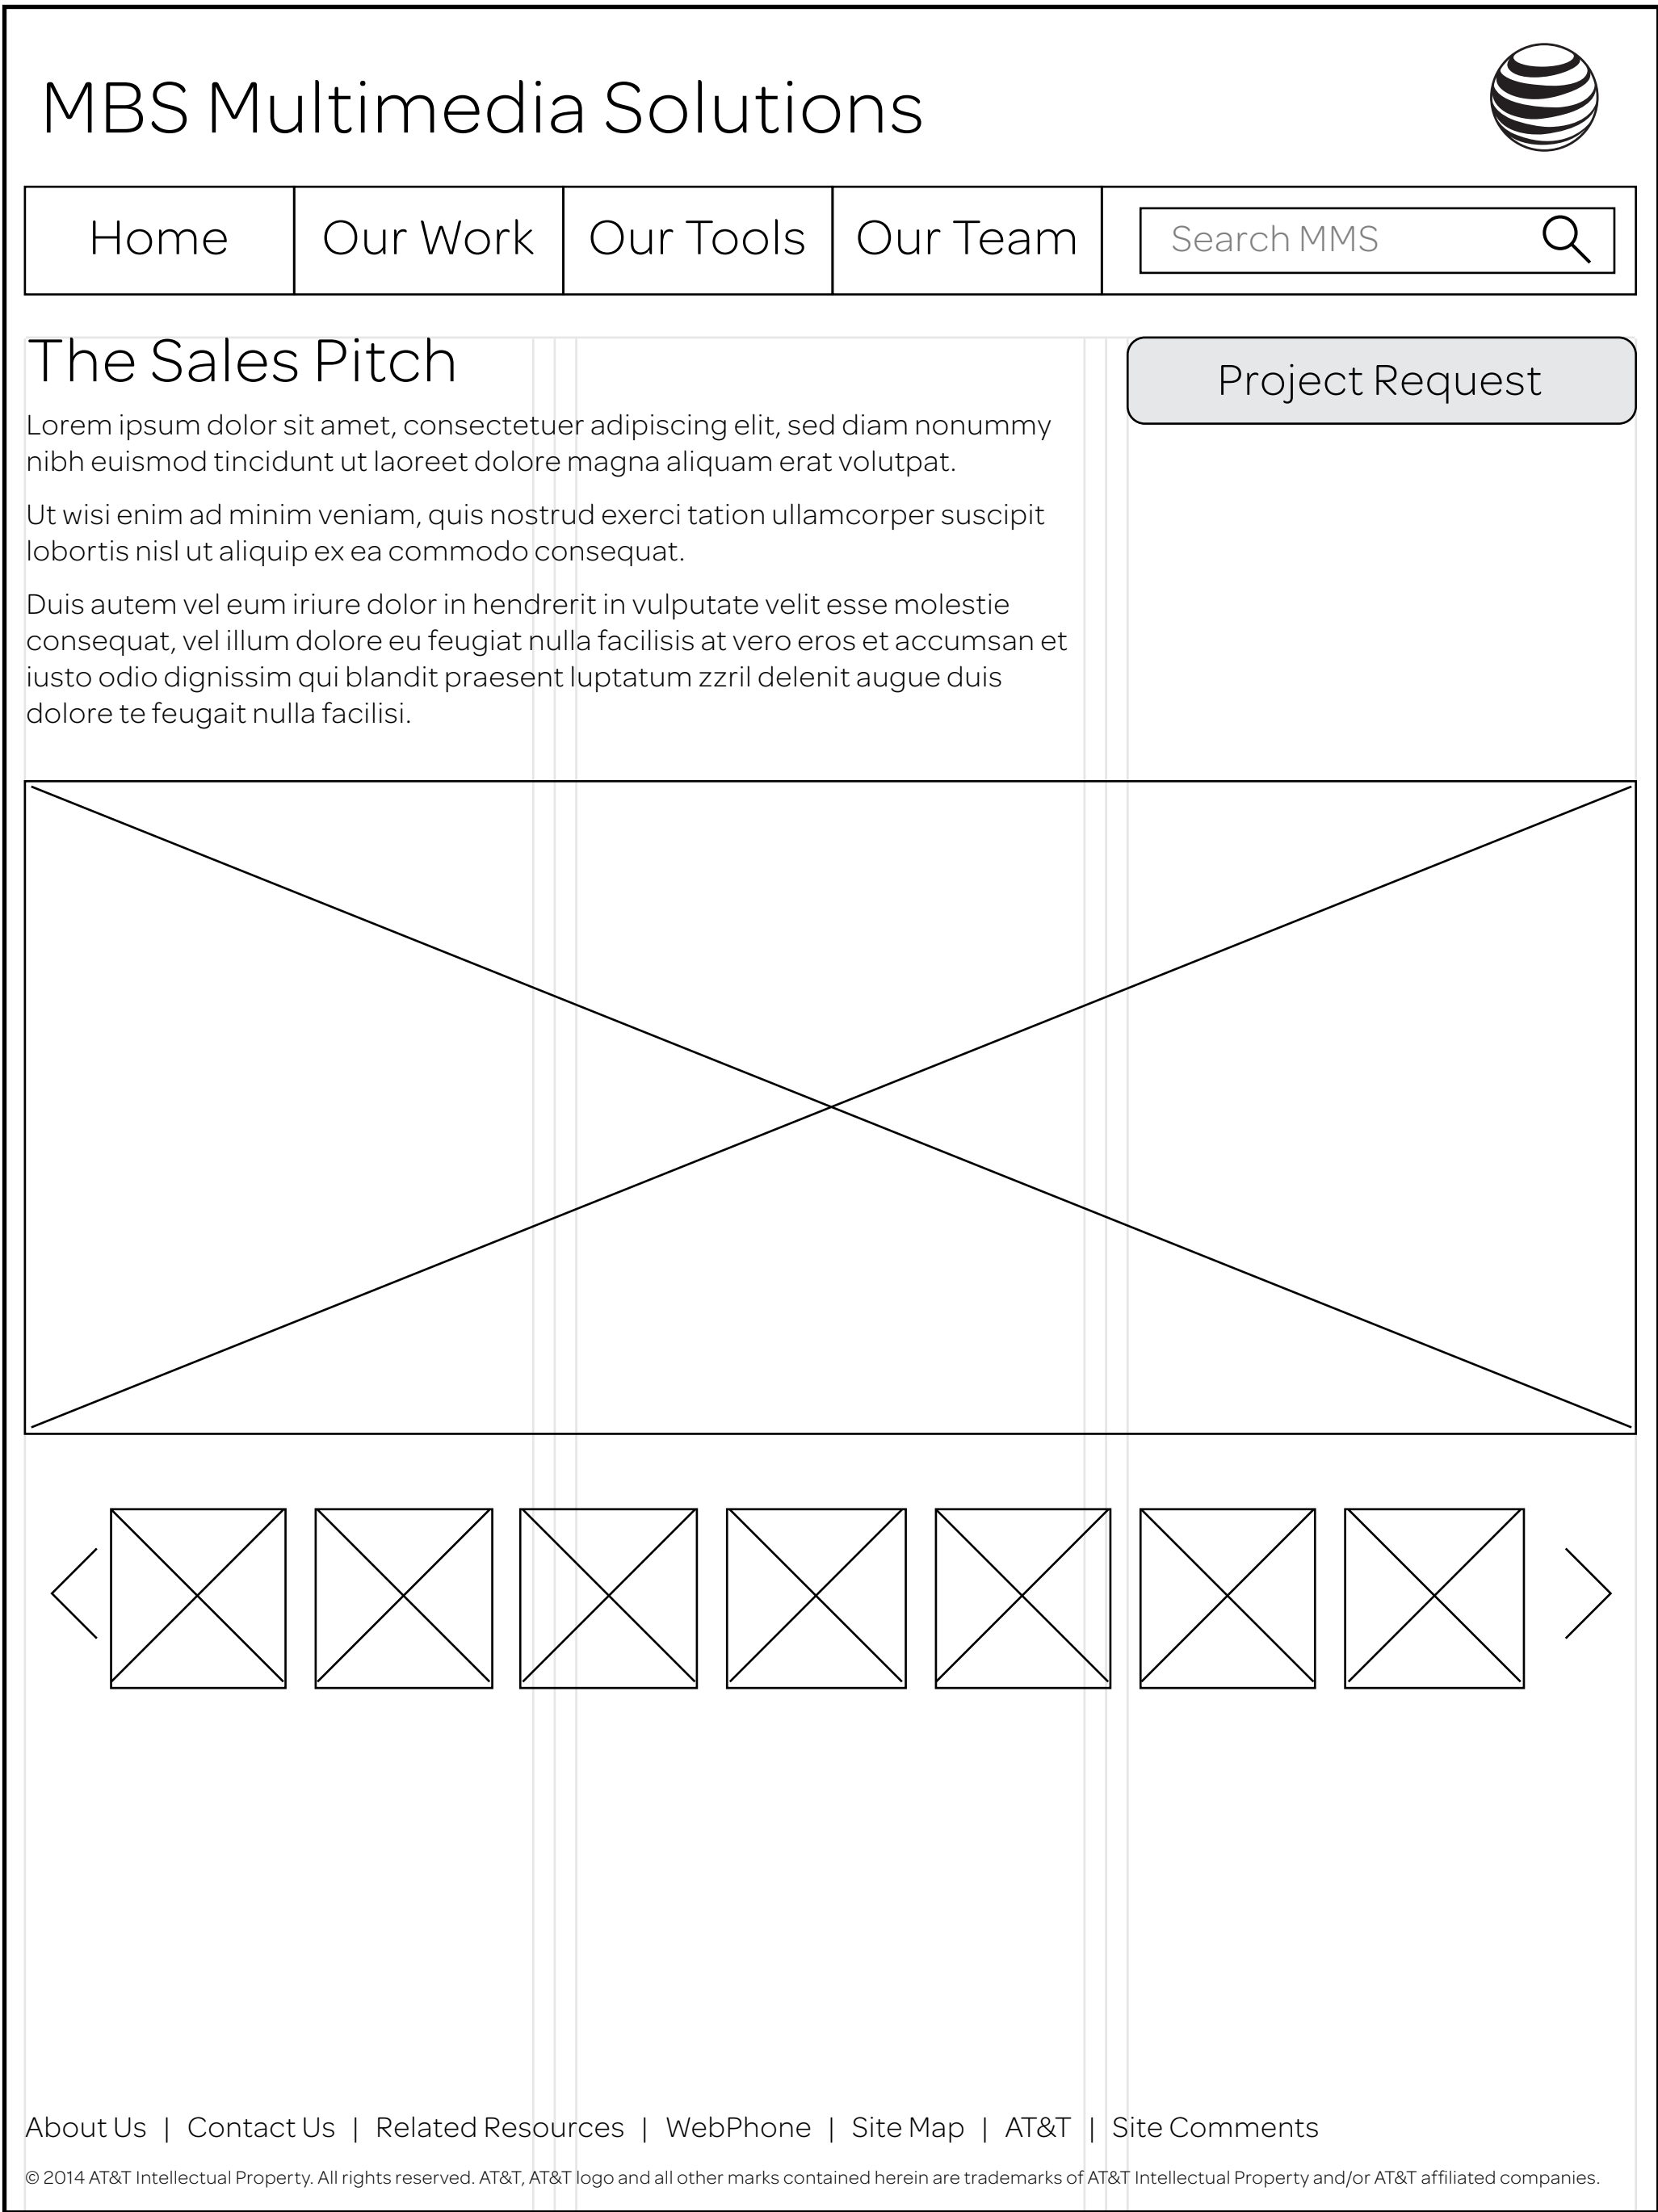 MBS Multimedia Solutions
Home
Our Work
Our Tools
Our Team
Search MMS
The Sales Pitch
Project Request
Lorem ipsum dolor sit amet, consectetuer adipiscing elit, sed diam nonummy
nibh euismod tincidunt ut laoreet dolore magna aliquam erat volutpat.
Ut wisi enim ad minim veniam, quis nostrud exerci tation ullamcorper suscipit
lobortis nisl ut aliquip ex ea commodo consequat.
Duis autem vel eum iriure dolor in hendrerit in vulputate velit esse molestie
consequat, vel illum dolore eu feugiat nulla facilisis at vero eros et accumsan et
iusto odio dignissim qui blandit praesent luptatum zzril delenit augue duis
dolore te feugait nulla facilisi.
About Us | Contact Us | Related Resources | WebPhone | Site Map | AT&T | Site Comments
© 2014 AT&T Intellectual Property. All rights reserved. AT&T, AT&T logo and all other marks contained herein are trademarks of AT&T Intellectual Property and/or AT&T affiliated companies.